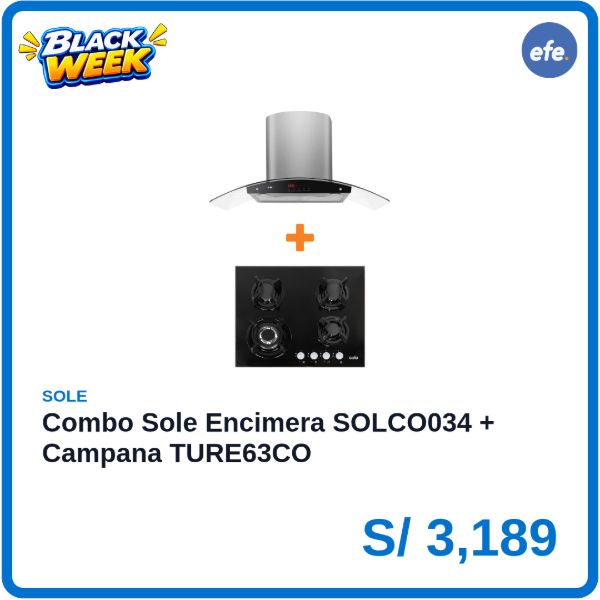 BLACK
WEEK
efe.
SOLE
Combo Sole Encimera SOLCO034 +
Campana TURE63CO
S/ 3,189